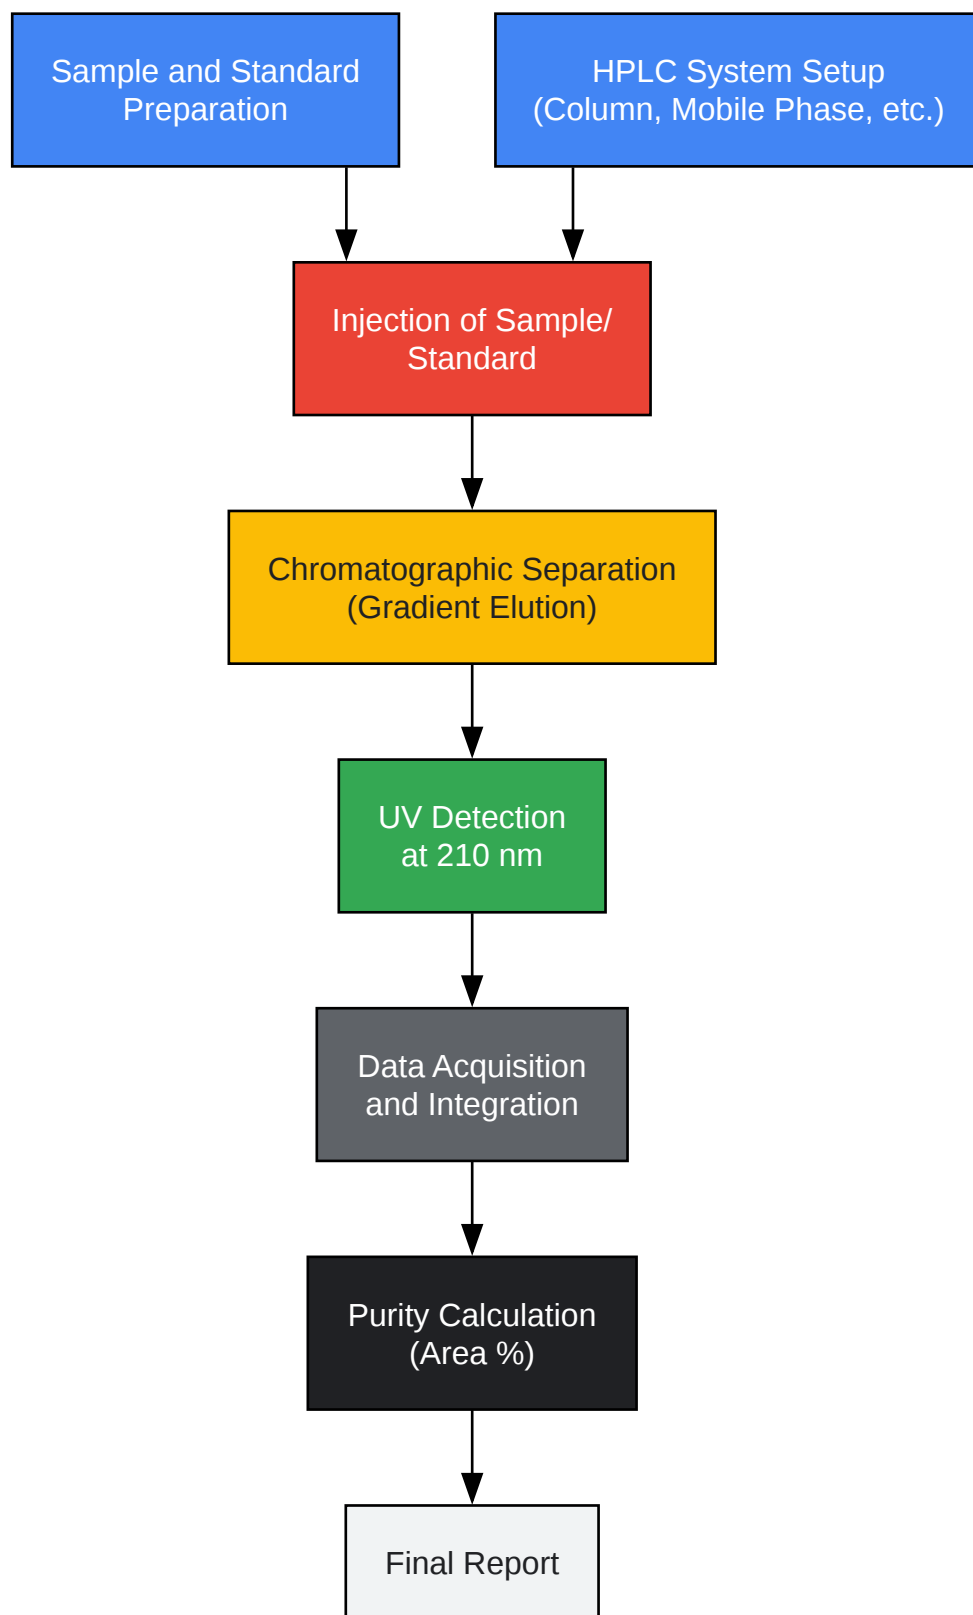 Sample and Standard
Preparation
HPLC System Setup
(Column, Mobile Phase, etc.)
Injection of Sample/
Standard
Chromatographic Separation
(Gradient Elution)
UV Detection
at 210 nm
Data Acquisition
and Integration
Purity Calculation
(Area %)
Final Report